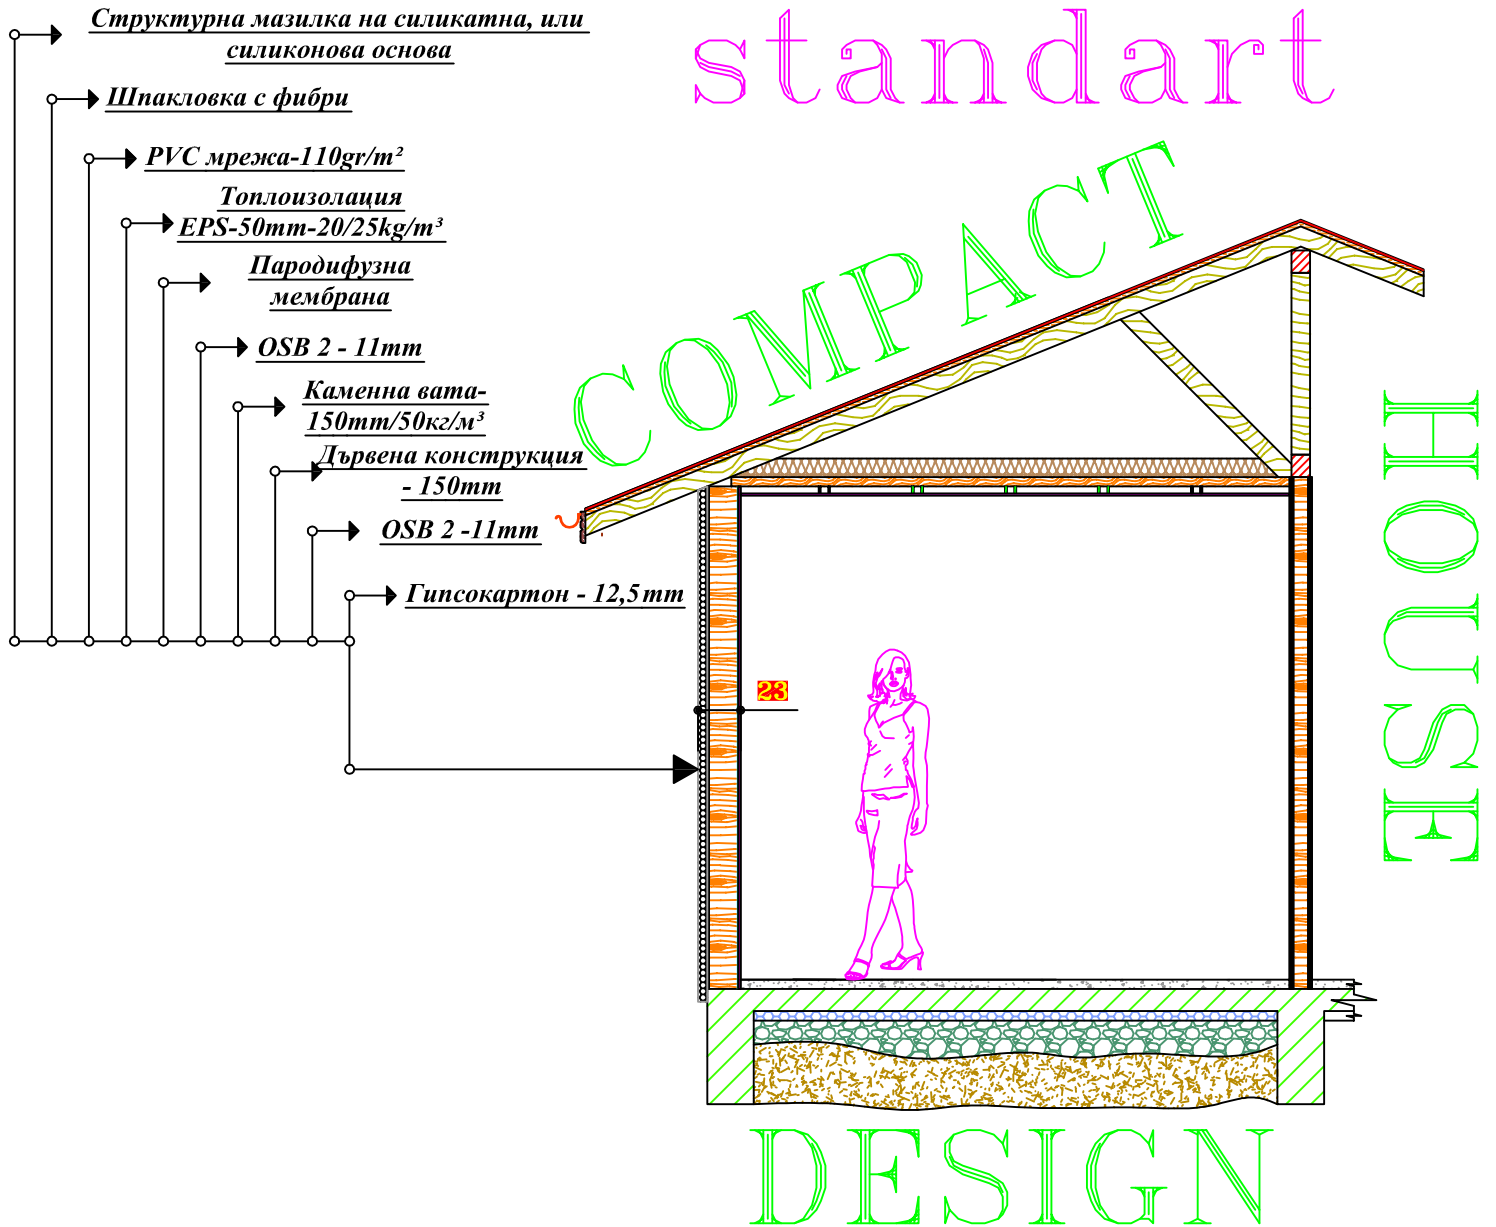 standart
Структурна мазилка на силикатна, или
силиконова основа
Шпакловка с фибри
PVC мрежа-110gr/m²
Топлоизолация
EPS-50mm-20/25kg/m³
Пародифузна
мембрана
OSB 2 - 11mm
Каменна вата-
150mm/50кг/м³
Дървена конструкция
- 150mm
OSB 2 -11mm
Гипсокартон - 12,5mm
COMPACT
HOUSE
23
DESIGN